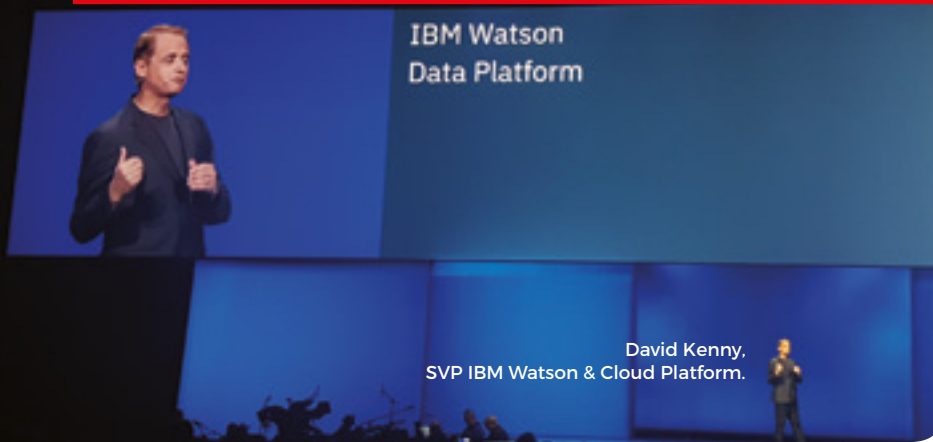 IBM Watson
Data Platform
David Kenny,
SVP IBM Watson & Cloud Platform.